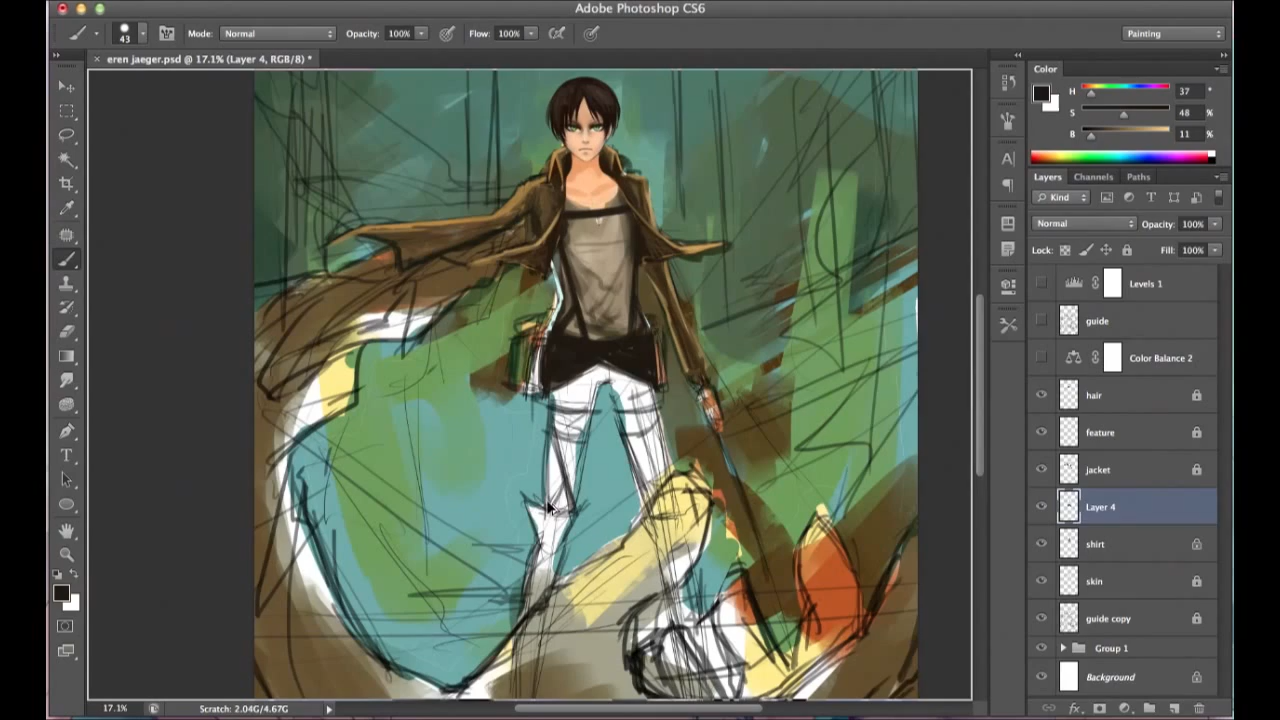 Adobe Photoshop CS6
43 Mode: Normal Opacity: 100% Flow: 100% Painting
× eren jaeger.psd @ 17.1% (Layer 4, RGB/8) *
Color
H 37 °
S 48 %
B 11 %
Layers Channels Paths
Kind
Normal Opacity: 100%
Lock: Fill: 100%
Levels 1
guide
Color Balance 2
hair
feature
jacket
Layer 4
shirt
skin
guide copy
Group 1
Background
17.1% Scratch: 2.04G/4.67G